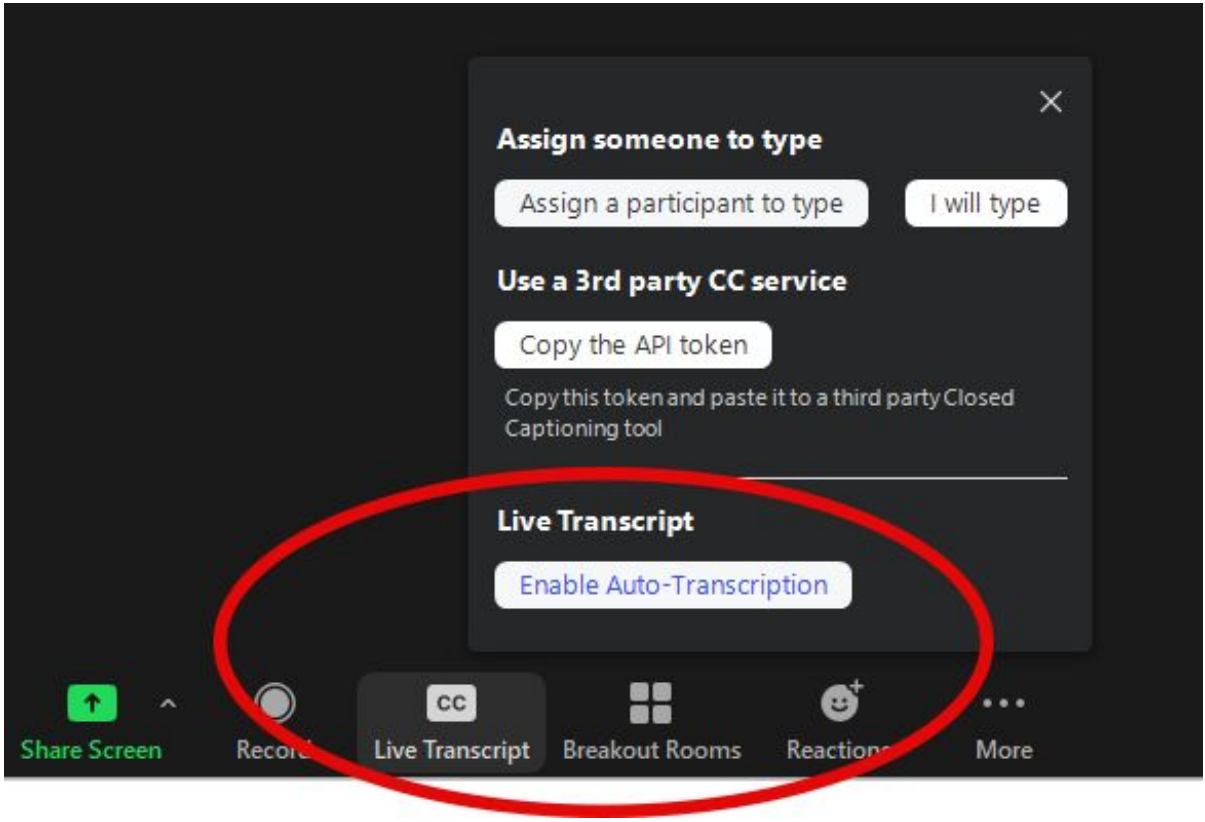 Assign someone to type
Assign a participant to type I will type
Use a 3rd party CC service
Copy the API token
Copy this token and paste it to a third party Closed
Captioning tool
Live Transcript
Enable Auto-Transcription
CC
Share Screen Record Live Transcript Breakout Rooms Reactions More